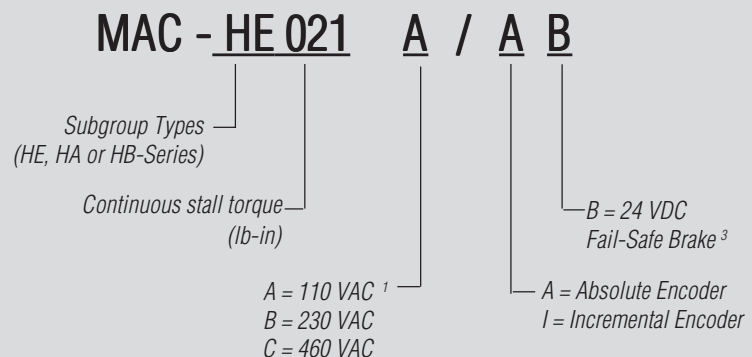 MAC - HE 021 A / A B
Subgroup Types
(HE, HA or HB-Series)
Continuous stall torque
(lb-in)
A = 110 VAC 1
B = 230 VAC
C = 460 VAC
B = 24 VDC
Fail-Safe Brake 3
A = Absolute Encoder
I = Incremental Encoder